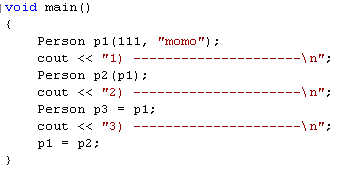 void main()
{
    Person p1(111, "momo");
    cout << "1) ---------------------\n";
    Person p2(p1);
    cout << "2) ---------------------\n";
    Person p3 = p1;
    cout << "3) ---------------------\n";
    p1 = p2;
}